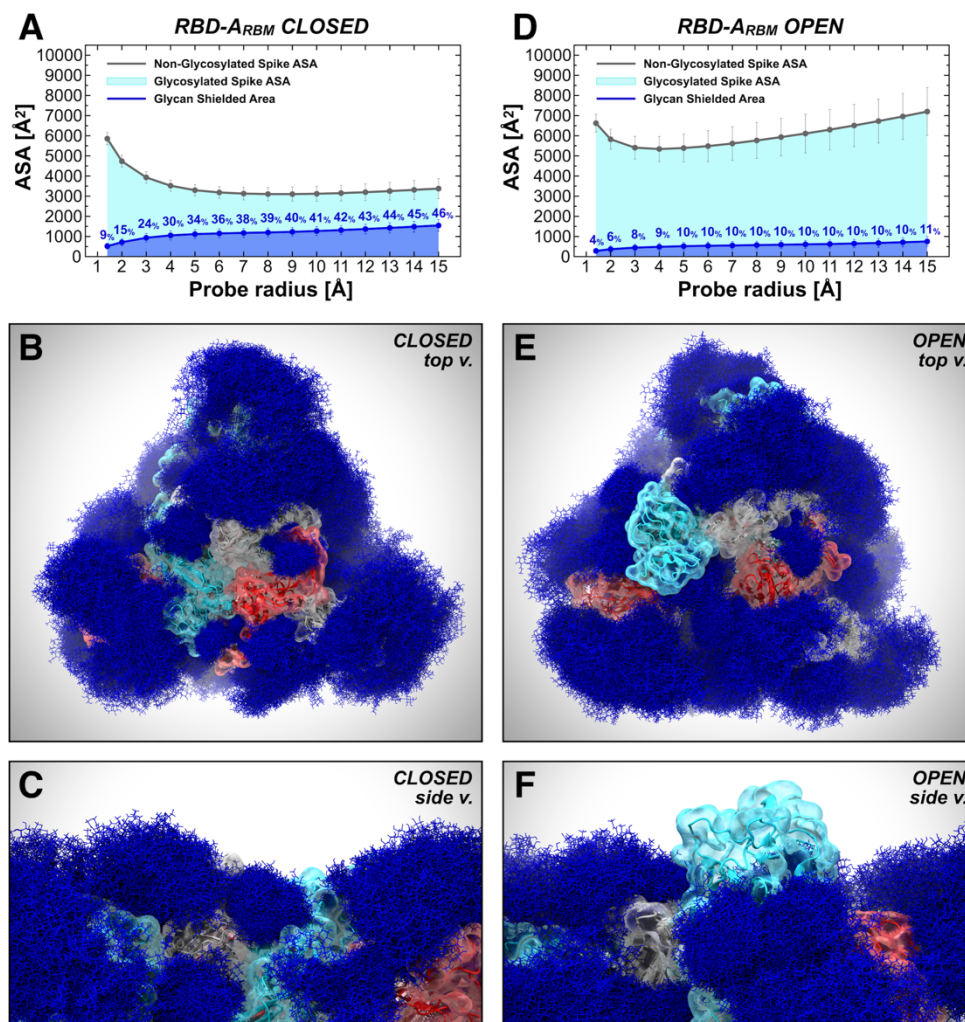 A
RBD-ARBM CLOSED
ASA [Å²]
10000
9000
8000
7000
6000
5000
4000
3000
2000
1000
0
Non-Glycosylated Spike ASA
Glycosylated Spike ASA
Glycan Shielded Area
9% 15% 24% 30% 34% 36% 38% 39% 40% 41% 42% 43% 44% 45% 46%
1 2 3 4 5 6 7 8 9 10 11 12 13 14 15
Probe radius [Å]
D
RBD-ARBM OPEN
ASA [Å²]
10000
9000
8000
7000
6000
5000
4000
3000
2000
1000
0
Non-Glycosylated Spike ASA
Glycosylated Spike ASA
Glycan Shielded Area
4% 6% 8% 9% 10% 10% 10% 10% 10% 10% 10% 10% 10% 10% 11%
1 2 3 4 5 6 7 8 9 10 11 12 13 14 15
Probe radius [Å]
B
CLOSED
top v.
E
OPEN
top v.
C
CLOSED
side v.
F
OPEN
side v.